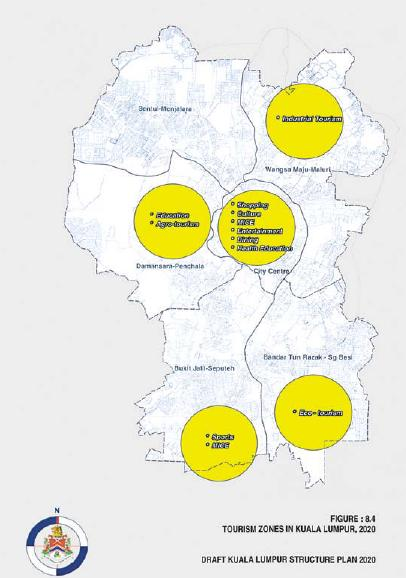 Sentul-Menjalara
Industrial Tourism
Wangsa Maju-Maluri
Education
Agro-tourism
Shopping
Culture
MICE
Entertainment
Dining
Health Education
Damansara-Penchala
City Centre
Bukit Jalil-Seputeh
Bandar Tun Razak - Sg Besi
Eco - tourism
Sports
MICE
N
FIGURE : 8.4
TOURISM ZONES IN KUALA LUMPUR, 2020
DRAFT KUALA LUMPUR STRUCTURE PLAN 2020